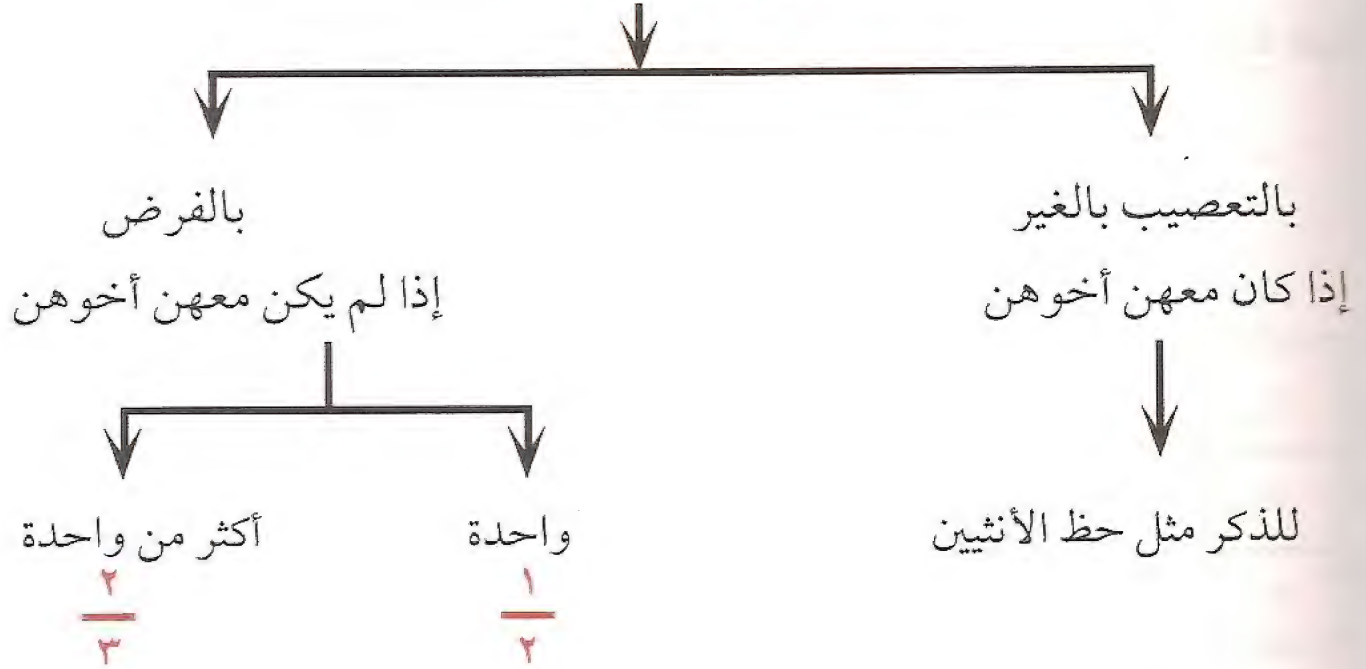 بالتعصيب بالغير
إذا كان معهن أخوهن
للذكر مثل حظ الأنثيين
بالفرض
إذا لم يكن معهن أخوهن
واحدة
١
٢
أكثر من واحدة
٢
٣